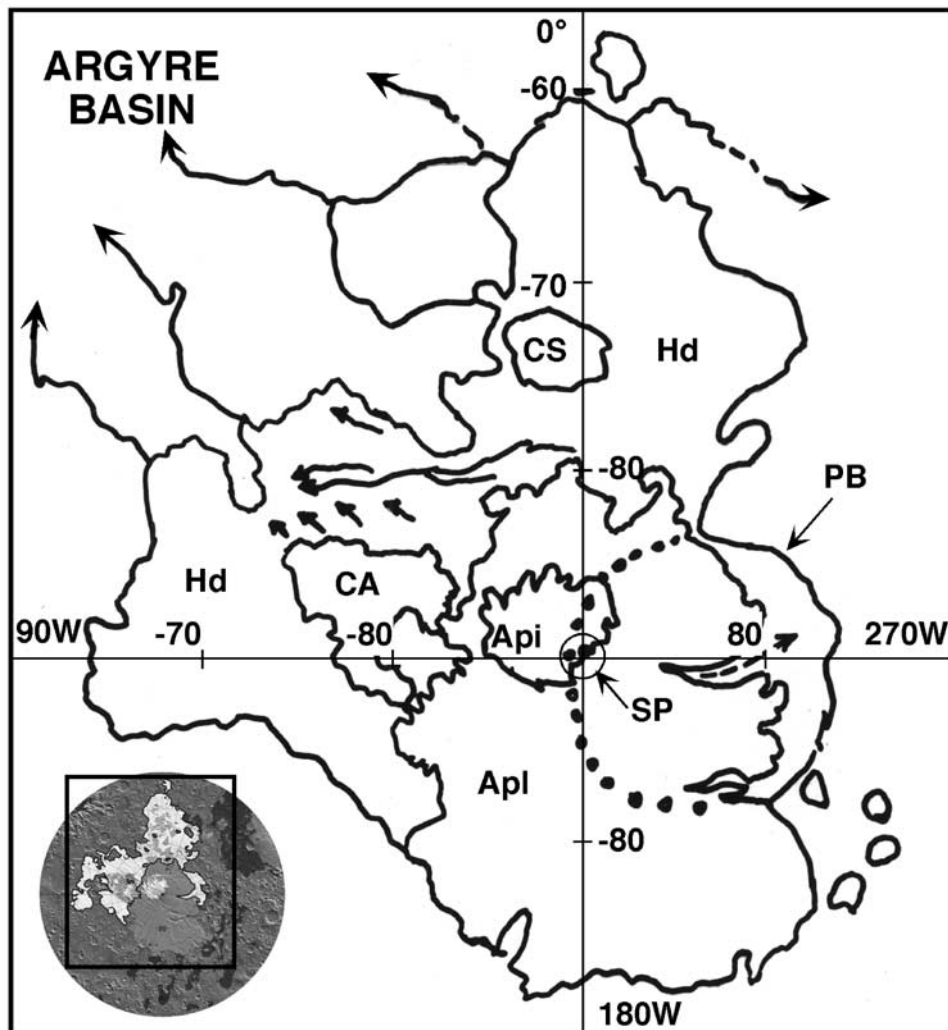 0°
ARGYRE
BASIN
-60
-70
CS
Hd
-80
PB
Hd
CA
90W
-70
-80
Api
80
270W
SP
Apl
-80
180W